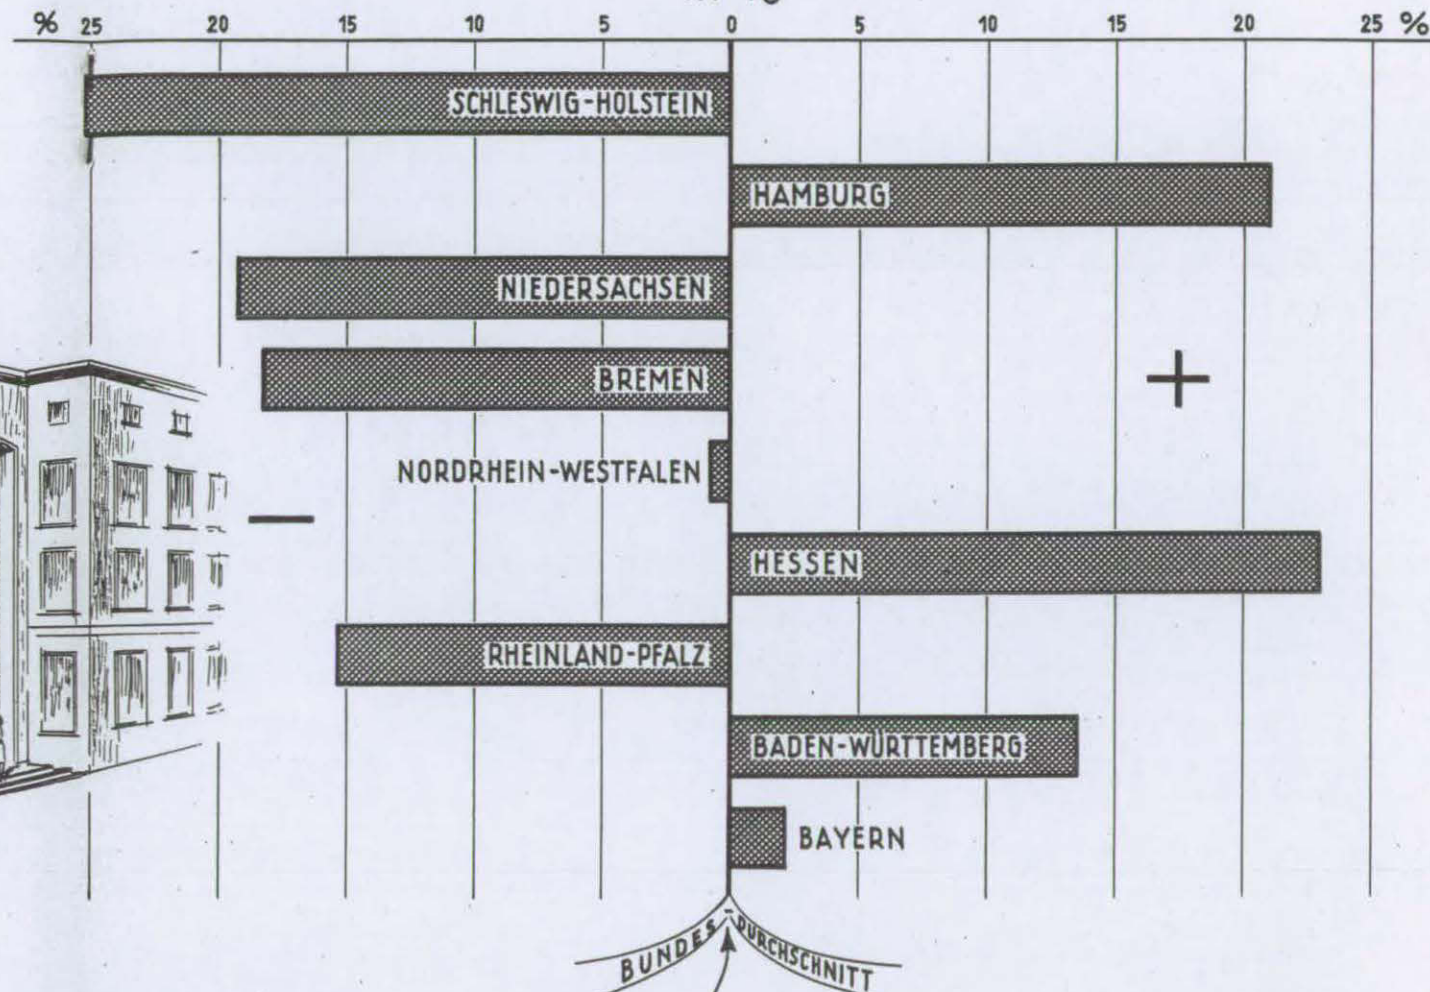 % 25 20 15 10 5 0 5 10 15 20 25 %
SCHLESWIG-HOLSTEIN
HAMBURG
NIEDERSACHSEN
BREMEN
+
NORDRHEIN-WESTFALEN
—
HESSEN
RHEINLAND-PFALZ
BADEN-WÜRTTEMBERG
BAYERN
BUNDES-DURCHSCHNITT